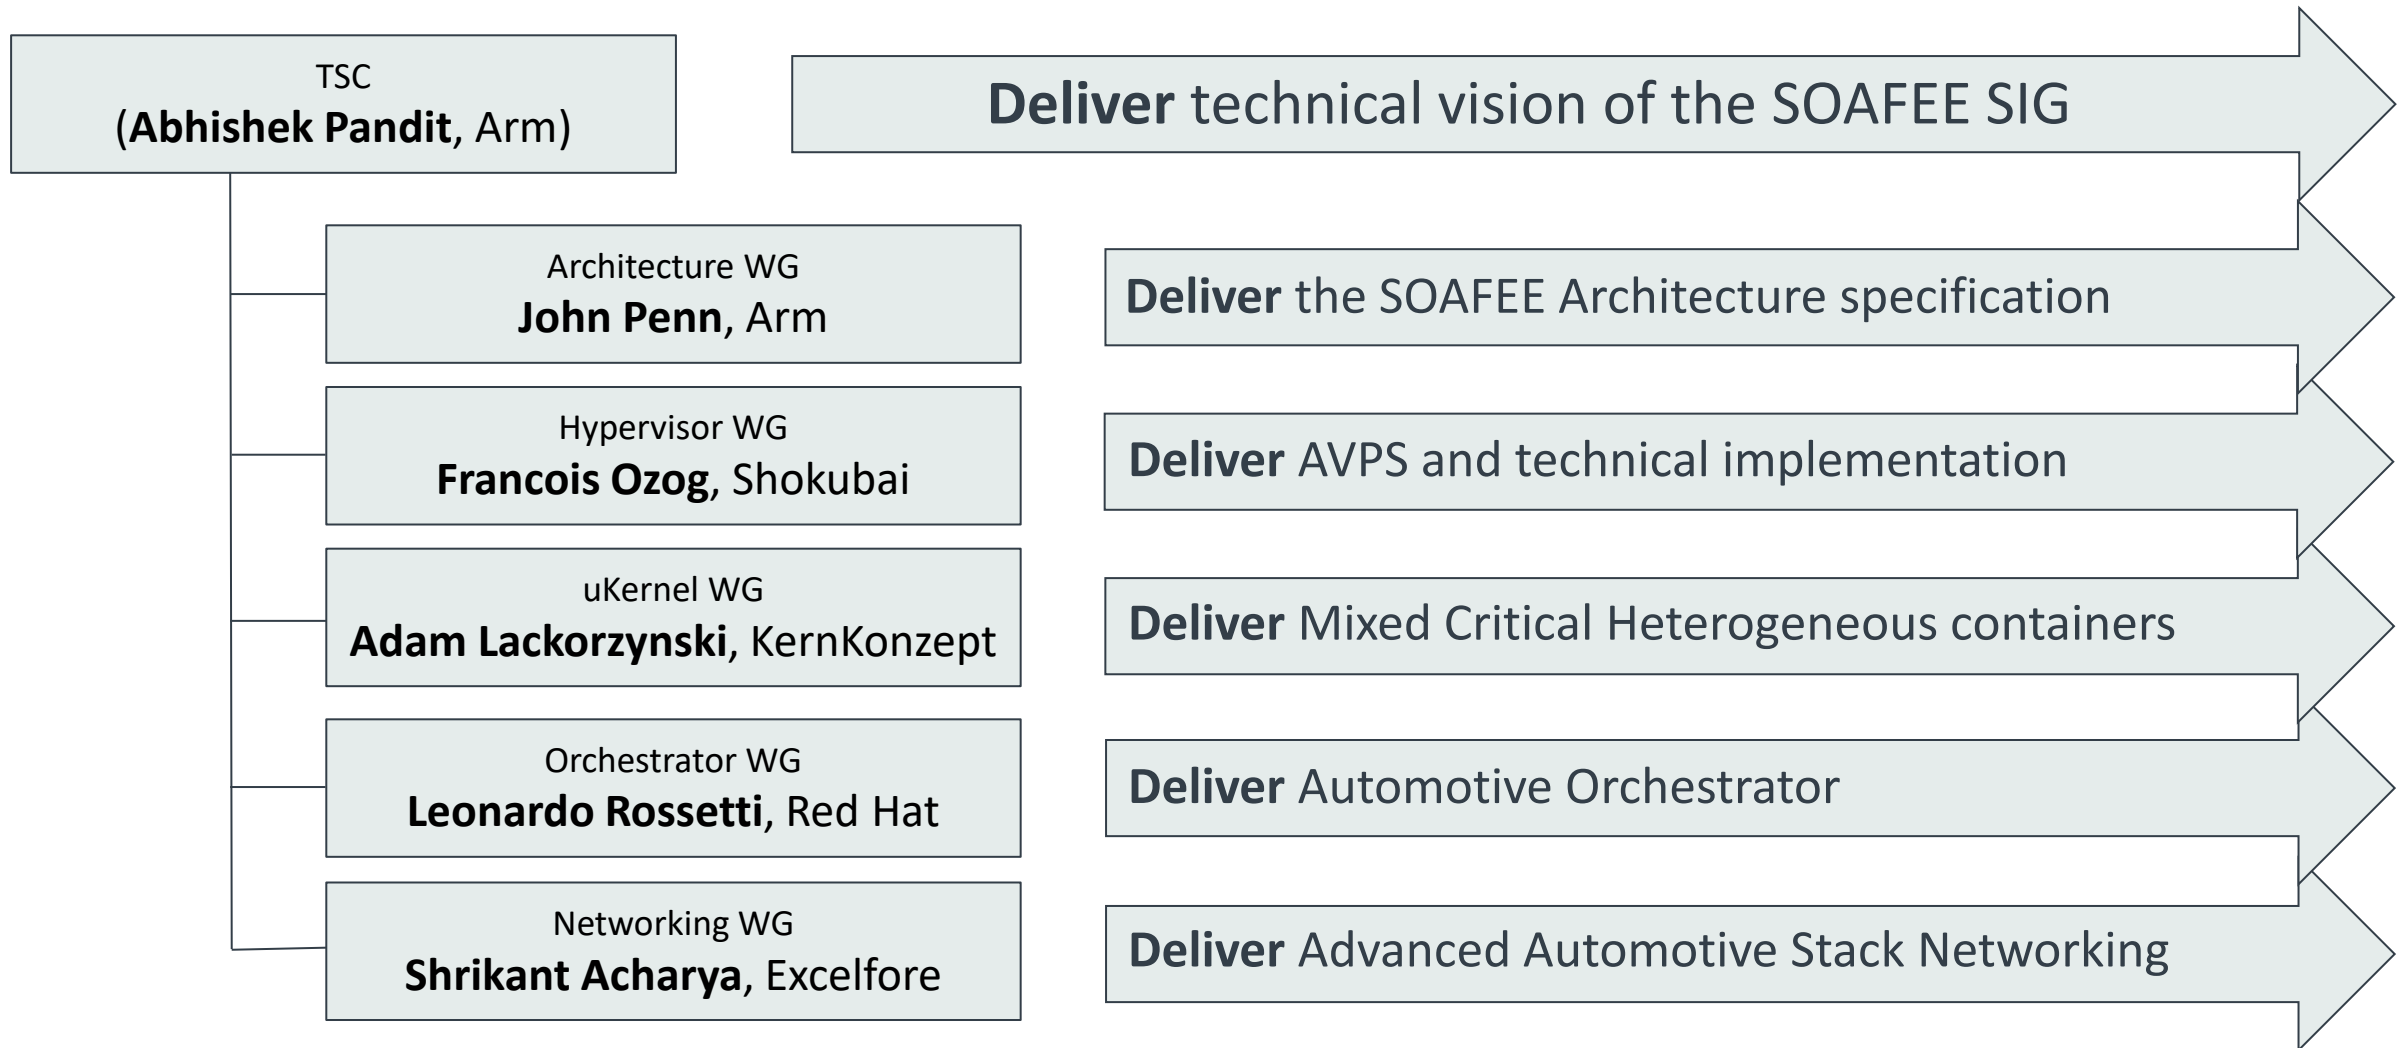 TSC
(Abhishek Pandit, Arm)
Deliver technical vision of the SOAFEE SIG
Architecture WG
John Penn, Arm
Deliver the SOAFEE Architecture specification
Hypervisor WG
Francois Ozog, Shokubai
Deliver AVPS and technical implementation
uKernel WG
Adam Lackorzynski, KernKonzept
Deliver Mixed Critical Heterogeneous containers
Orchestrator WG
Leonardo Rossetti, Red Hat
Deliver Automotive Orchestrator
Networking WG
Shrikant Acharya, Excelfore
Deliver Advanced Automotive Stack Networking